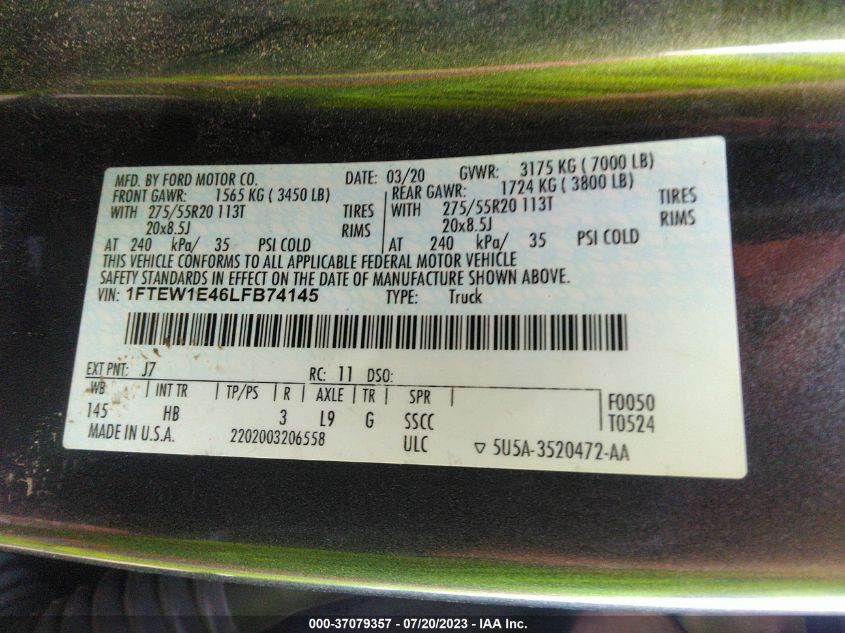 MFD. BY FORD MOTOR CO. DATE: 03/20 GVWR: 3175 KG ( 7000 LB)
FRONT GAWR: 1565 KG ( 3450 LB) REAR GAWR: 1724 KG ( 3800 LB)
WITH 275/55R20 113T TIRES WITH 275/55R20 113T TIRES
20x8.5J RIMS 20x8.5J RIMS
AT 240 kPa/ 35 PSI COLD AT 240 kPa/ 35 PSI COLD
THIS VEHICLE CONFORMS TO ALL APPLICABLE FEDERAL MOTOR VEHICLE
SAFETY STANDARDS IN EFFECT ON THE DATE OF MANUFACTURE SHOWN ABOVE.
VIN: 1FTEW1E46LFB74145 TYPE: Truck
EXT PNT: J7 RC: 11 DSO:
WB INT TR TP/PS R AXLE TR SPR
145 HB 3 L9 G SSCC F0050
T0524
MADE IN U.S.A. 2202003206558 ULC ▽ 5U5A-3520472-AA
000-37079357 - 07/20/2023 - IAA Inc.